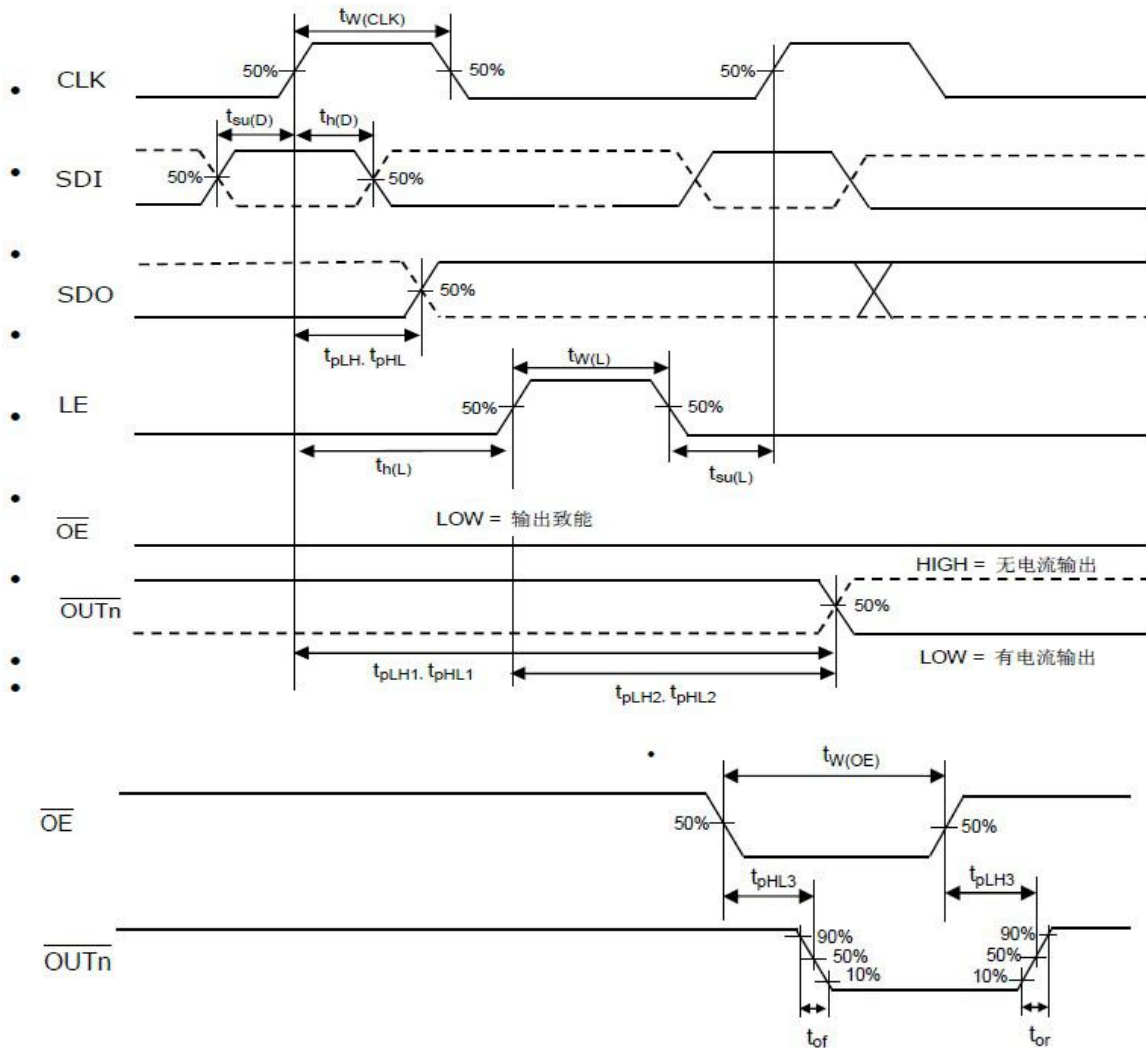 tW(CLK)
CLK
50%
50%
50%
tsu(D)
th(D)
SDI
50%
50%
SDO
50%
tpLH. tpHL
tW(L)
LE
50%
50%
th(L)
tsu(L)
LOW = 输出致能
OE
HIGH = 无电流输出
OUTn
50%
LOW = 有电流输出
tpLH1. tpHL1
tpLH2. tpHL2
tW(OE)
OE
50%
50%
tpHL3
tpLH3
OUTn
90%
50%
10%
90%
50%
10%
tof
tor